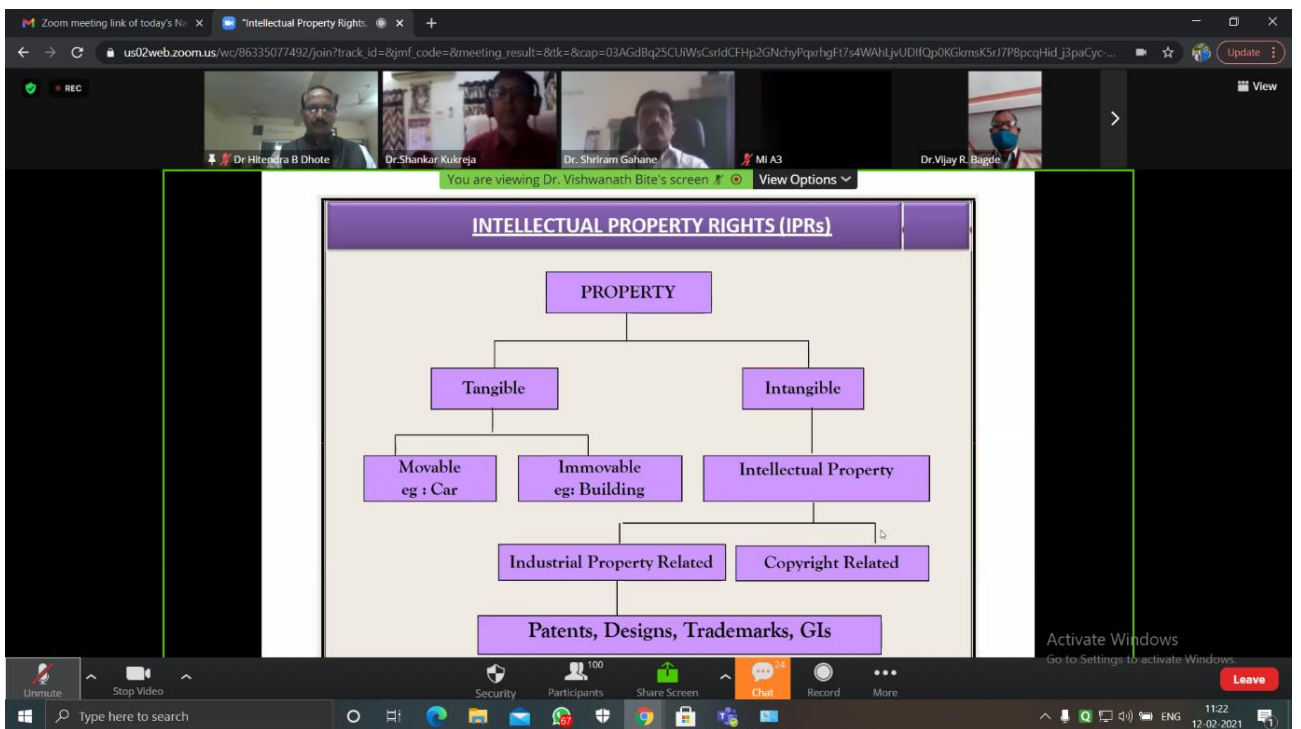 Zoom meeting link of today's Na
"Intellectual Property Rights,
us02web.zoom.us/wc/86335077492/join?track_id=&jmf_code=&meeting_result=&tk=&cap=
Update
REC
View
Dr Hitendra B Dhote
Dr.Shankar Kukreja
Dr. Shriram Gahane
Mi A3
Dr.Vijay R. Bagde
You are viewing Dr. Vishwanath Bite's screen
View Options
INTELLECTUAL PROPERTY RIGHTS (IPRs)
PROPERTY
Tangible
Intangible
Movable
eg : Car
Immovable
eg: Building
Intellectual Property
Industrial Property Related
Copyright Related
Patents, Designs, Trademarks, GIs
Activate Windows
Go to Settings to activate Windows.
Unmute
Stop Video
Security
Participants
100
Share Screen
Chat
24
Record
More
Leave
Type here to search
67
ENG
11:22
12-02-2021
1